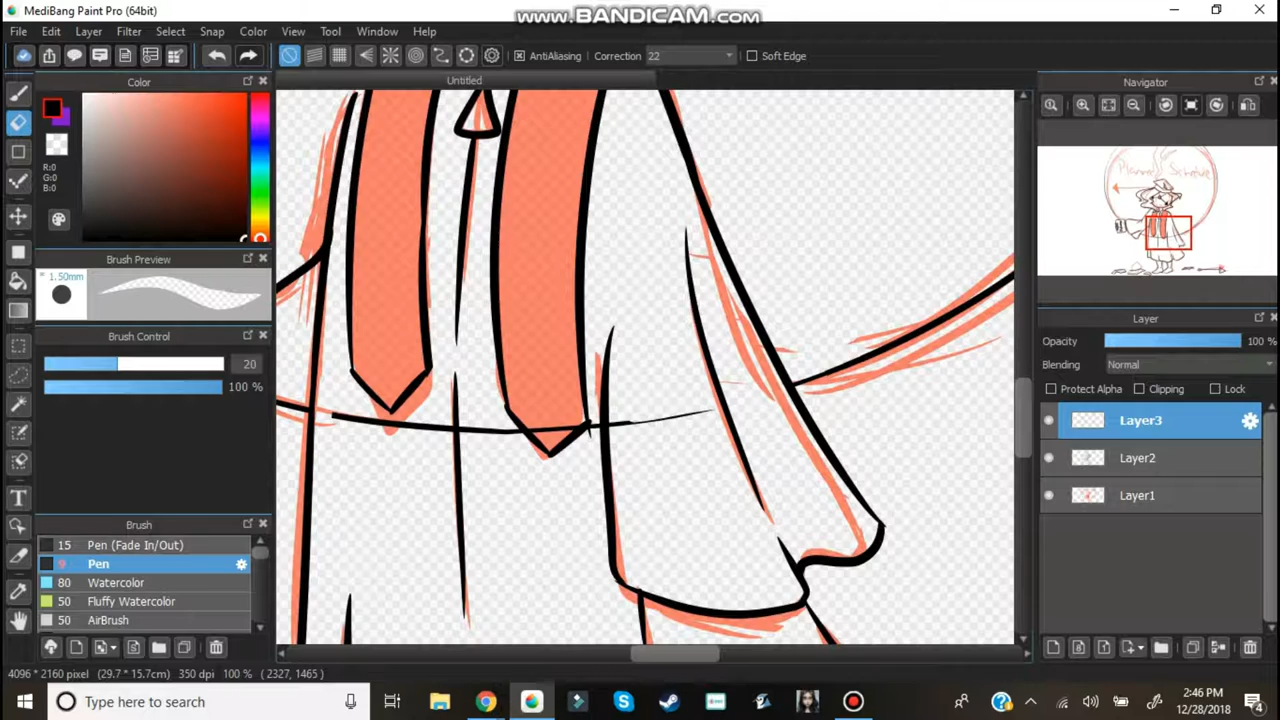 MediBang Paint Pro (64bit)
www.BANDICAM.com
File Edit Layer Filter Select Snap Color View Tool Window Help
AntiAliasing Correction 22 Soft Edge
Color
Untitled
Navigator
R:0
G:0
B:0
Brush Preview
1.50mm
Brush Control
20
100 %
Layer
Opacity 100 %
Blending Normal
Protect Alpha Clipping Lock
Layer3
Layer2
Layer1
Brush
15 Pen (Fade In/Out)
9 Pen
80 Watercolor
50 Fluffy Watercolor
50 AirBrush
4096 * 2160 pixel (29.7 * 15.7cm) 350 dpi 100 % ( 2327, 1465 )
Type here to search
2:46 PM
12/28/2018